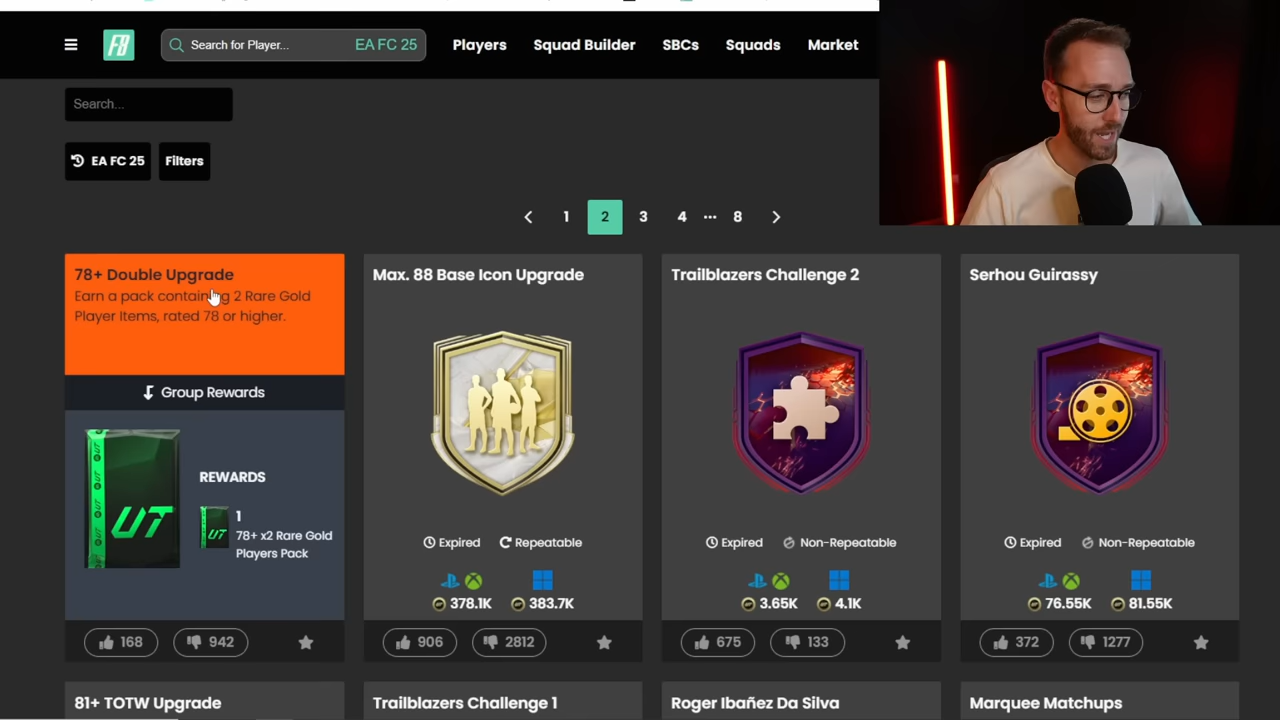 F8
Search for Player...
EA FC 25
Players
Squad Builder
SBCs
Squads
Market
Search...
EA FC 25
Filters
1
2
3
4
...
8
78+ Double Upgrade
Earn a pack containing 2 Rare Gold
Player Items, rated 78 or higher.
Group Rewards
UT
REWARDS
UT
1
78+ x2 Rare Gold
Players Pack
168
942
Max. 88 Base Icon Upgrade
Expired
Repeatable
378.1K
383.7K
906
2812
Trailblazers Challenge 2
Expired
Non-Repeatable
3.65K
4.1K
675
133
Serhou Guirassy
Expired
Non-Repeatable
76.55K
81.55K
372
1277
81+ TOTW Upgrade
Trailblazers Challenge 1
Roger Ibañez Da Silva
Marquee Matchups